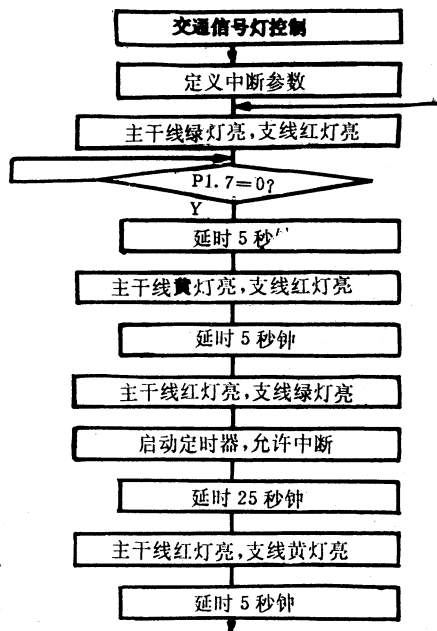 交通信号灯控制
定义中断参数
主干线绿灯亮,支线红灯亮
P1.7=0?
Y
延时5秒
主干线黄灯亮,支线红灯亮
延时5秒钟
主干线红灯亮,支线绿灯亮
启动定时器,允许中断
延时25秒钟
主干线红灯亮,支线黄灯亮
延时5秒钟